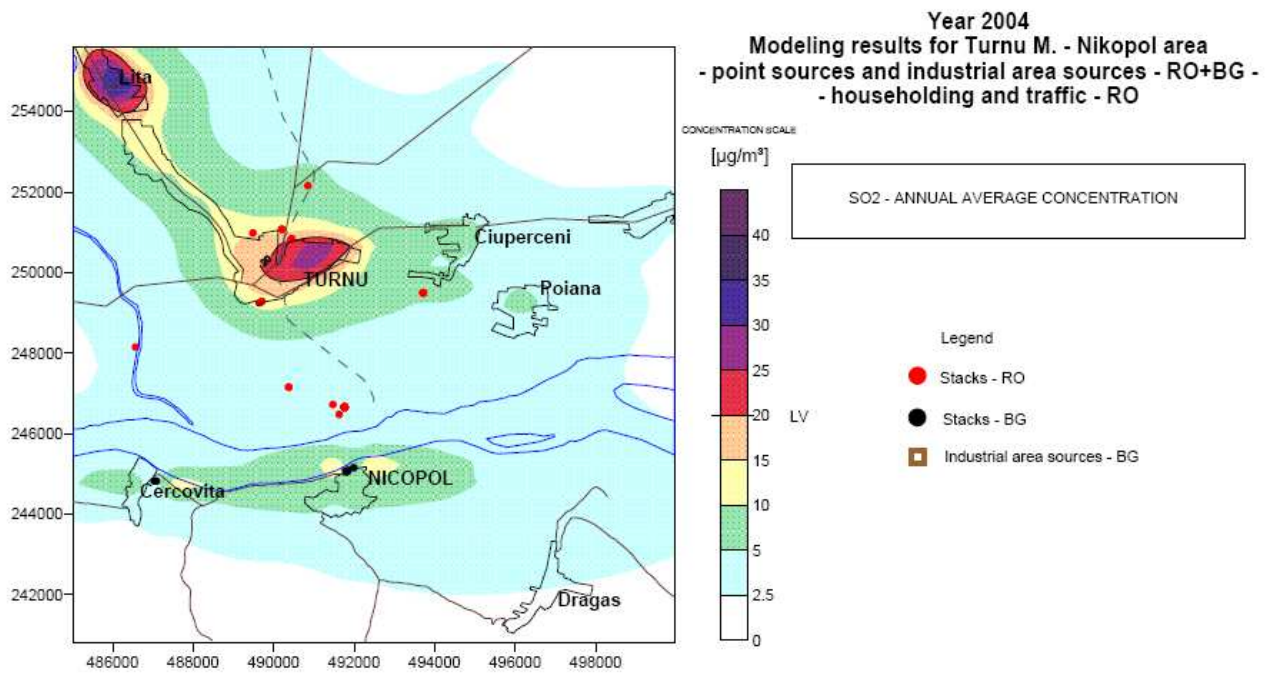 Year 2004
Modeling results for Turnu M. - Nikopol area
- point sources and industrial area sources - RO+BG -
- householding and traffic - RO
CONCENTRATION SCALE
[µg/m³]
SO2 - ANNUAL AVERAGE CONCENTRATION
40
35
30
25
20
LV
15
10
5
2.5
0
Legend
Stacks - RO
Stacks - BG
Industrial area sources - BG
254000
252000
250000
248000
246000
244000
242000
486000
488000
490000
492000
494000
496000
498000
Lita
Ciuperceni
TURNU
Poiana
NICOPOL
Cercovita
Dragas